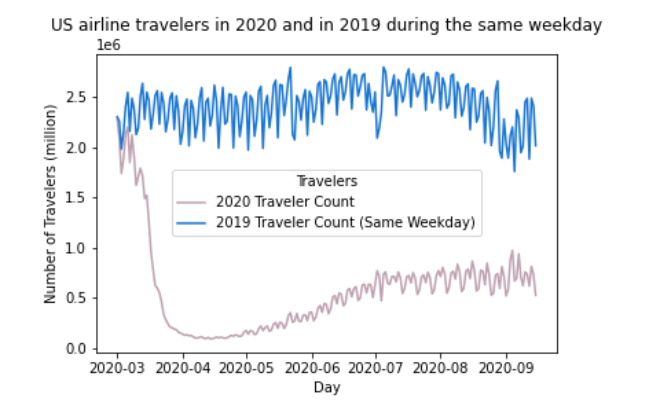 US airline travelers in 2020 and in 2019 during the same weekday
1e6
Number of Travelers (million)
2.5
2.0
1.5
1.0
0.5
0.0
Travelers
2020 Traveler Count
2019 Traveler Count (Same Weekday)
2020-03 2020-04 2020-05 2020-06 2020-07 2020-08 2020-09
Day